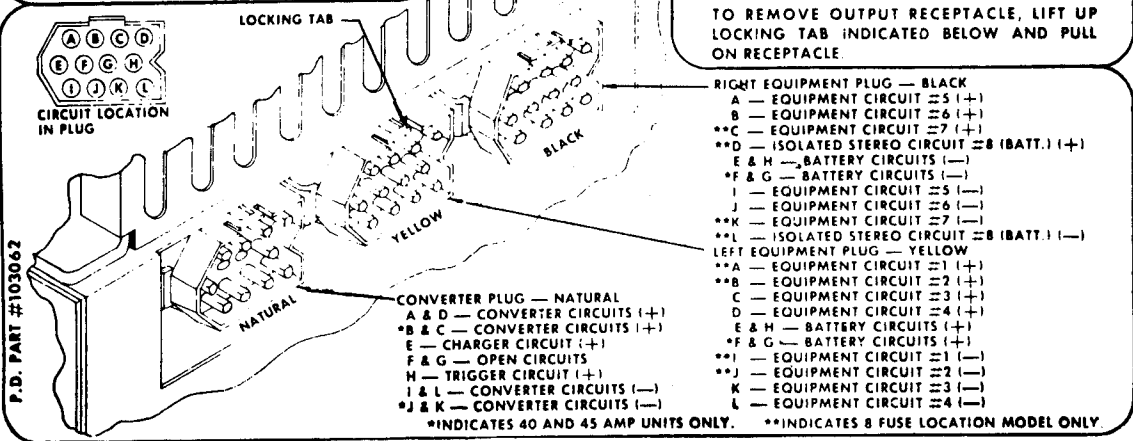 LOCKING TAB
A B C D
E F G H
I J K L
CIRCUIT LOCATION
IN PLUG
TO REMOVE OUTPUT RECEPTACLE, LIFT UP
LOCKING TAB INDICATED BELOW AND PULL
ON RECEPTACLE.
BLACK
YELLOW
NATURAL
RIGHT EQUIPMENT PLUG — BLACK
A — EQUIPMENT CIRCUIT #5 (+)
B — EQUIPMENT CIRCUIT #6 (+)
**C — EQUIPMENT CIRCUIT #7 (+)
**D — ISOLATED STEREO CIRCUIT #8 (BATT.) (+)
E & H — BATTERY CIRCUITS (—)
*F & G — BATTERY CIRCUITS (—)
I — EQUIPMENT CIRCUIT #5 (—)
J — EQUIPMENT CIRCUIT #6 (—)
**K — EQUIPMENT CIRCUIT #7 (—)
**L — ISOLATED STEREO CIRCUIT #8 (BATT.) (—)
LEFT EQUIPMENT PLUG — YELLOW
**A — EQUIPMENT CIRCUIT #1 (+)
**B — EQUIPMENT CIRCUIT #2 (+)
C — EQUIPMENT CIRCUIT #3 (+)
D — EQUIPMENT CIRCUIT #4 (+)
E & H — BATTERY CIRCUITS (+)
*F & G — BATTERY CIRCUITS (+)
**I — EQUIPMENT CIRCUIT #1 (—)
**J — EQUIPMENT CIRCUIT #2 (—)
K — EQUIPMENT CIRCUIT #3 (—)
L — EQUIPMENT CIRCUIT #4 (—)
CONVERTER PLUG — NATURAL
A & D — CONVERTER CIRCUITS (+)
*B & C — CONVERTER CIRCUITS (+)
E — CHARGER CIRCUIT (+)
F & G — OPEN CIRCUITS
H — TRIGGER CIRCUIT (+)
I & L — CONVERTER CIRCUITS (—)
*J & K — CONVERTER CIRCUITS (—)
*INDICATES 40 AND 45 AMP UNITS ONLY. **INDICATES 8 FUSE LOCATION MODEL ONLY.
P.D. PART #103062